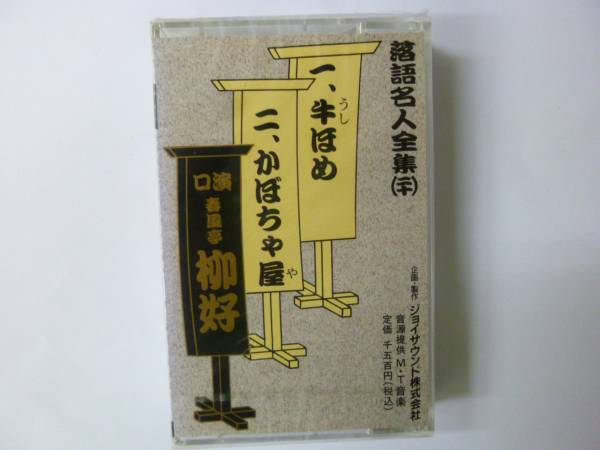 落語名人全集(二十)
一、牛ほめ
うし
二、かぼちゃ屋
や
口演
春風亭
柳好
企画・製作 ジョイサウンド株式会社
音源提供 M・T音楽
定価 千五百円(税込)